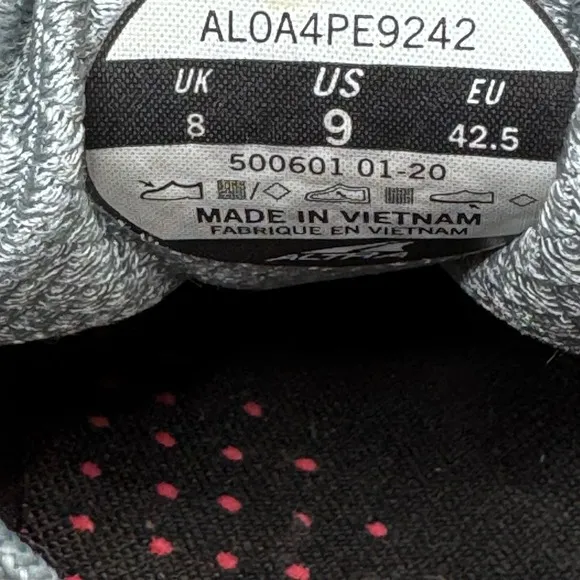 AL0A4PE9242
UK US EU
8 9 42.5
500601 01-20
MADE IN VIETNAM
FABRIQUE EN VIETNAM
ALTRA